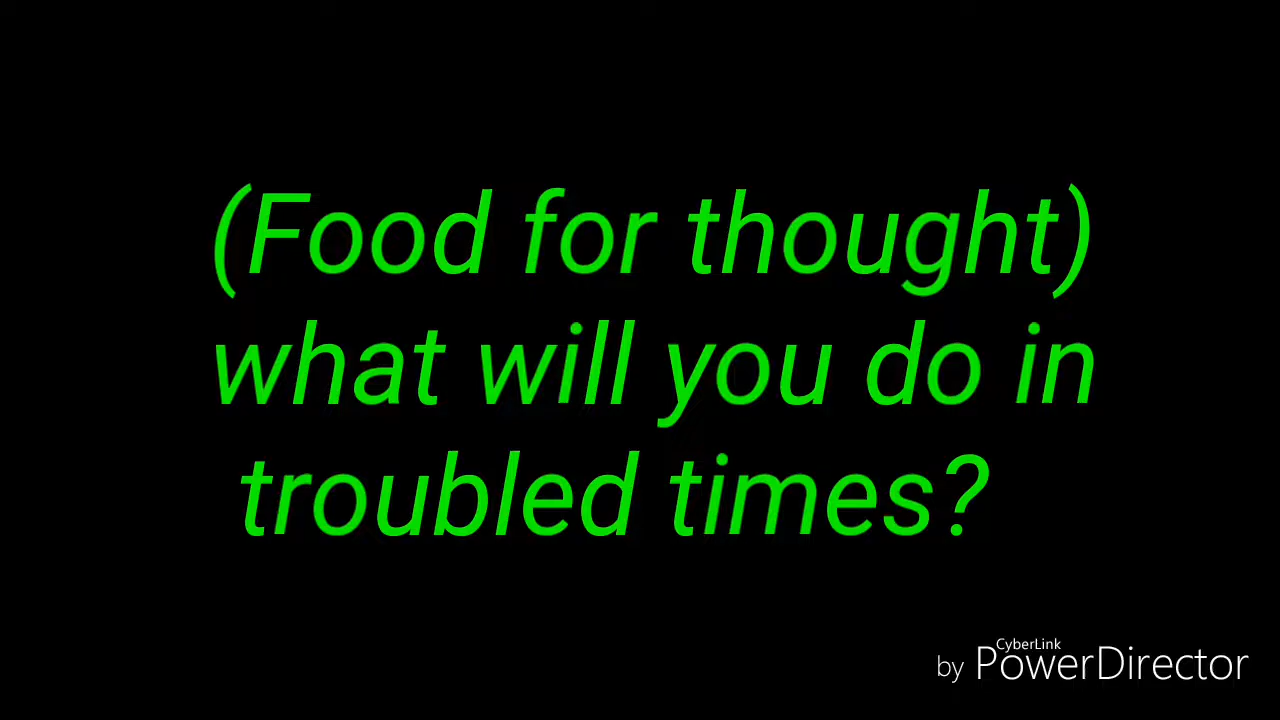 (Food for thought)
what will you do in
troubled times?
CyberLink
by PowerDirector